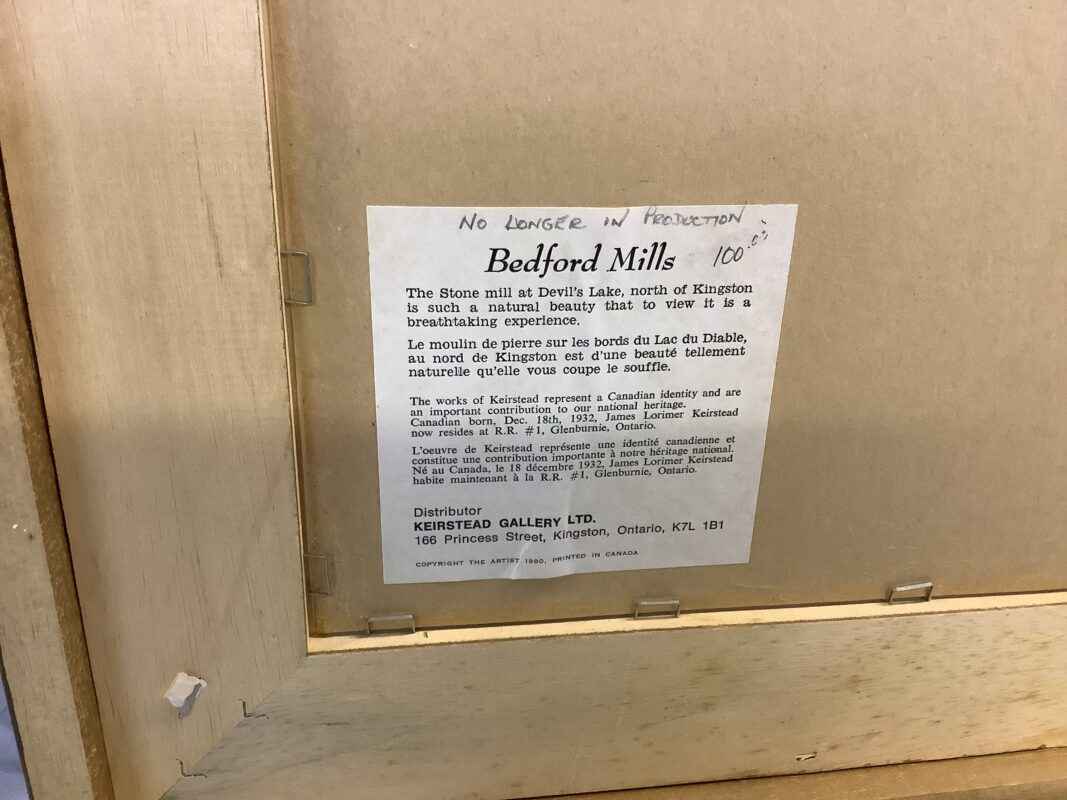 NO LONGER IN PRODUCTION
Bedford Mills 100.00
The Stone mill at Devil's Lake, north of Kingston
is such a natural beauty that to view it is a
breathtaking experience.
Le moulin de pierre sur les bords du Lac du Diable,
au nord de Kingston est d'une beauté tellement
naturelle qu'elle vous coupe le souffle.
The works of Keirstead represent a Canadian identity and are
an important contribution to our national heritage.
Canadian born, Dec. 18th, 1932, James Lorimer Keirstead
now resides at R.R. #1, Glenburnie, Ontario.
L'oeuvre de Keirstead représente une identité canadienne et
constitue une contribution importante à notre héritage national.
Né au Canada, le 18 décembre 1932, James Lorimer Keirstead
habite maintenant à la R.R. #1, Glenburnie, Ontario.
Distributor
KEIRSTEAD GALLERY LTD.
166 Princess Street, Kingston, Ontario, K7L 1B1
COPYRIGHT THE ARTIST 1980, PRINTED IN CANADA